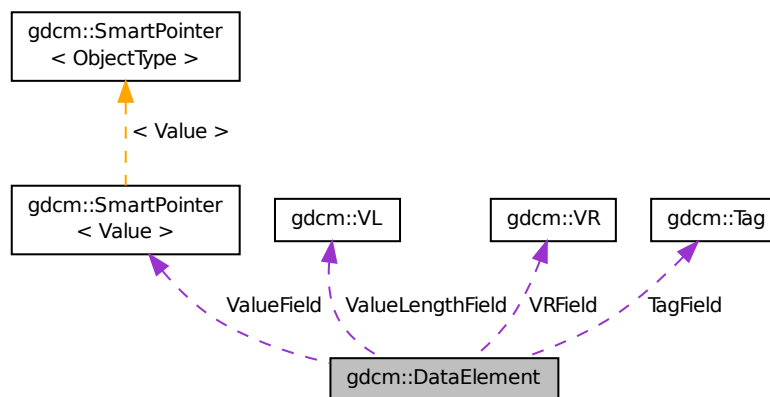 gdcm::SmartPointer
< ObjectType >
< Value >
gdcm::SmartPointer
< Value >
gdcm::VL
gdcm::VR
gdcm::Tag
ValueField
ValueLengthField
VRField
TagField
gdcm::DataElement